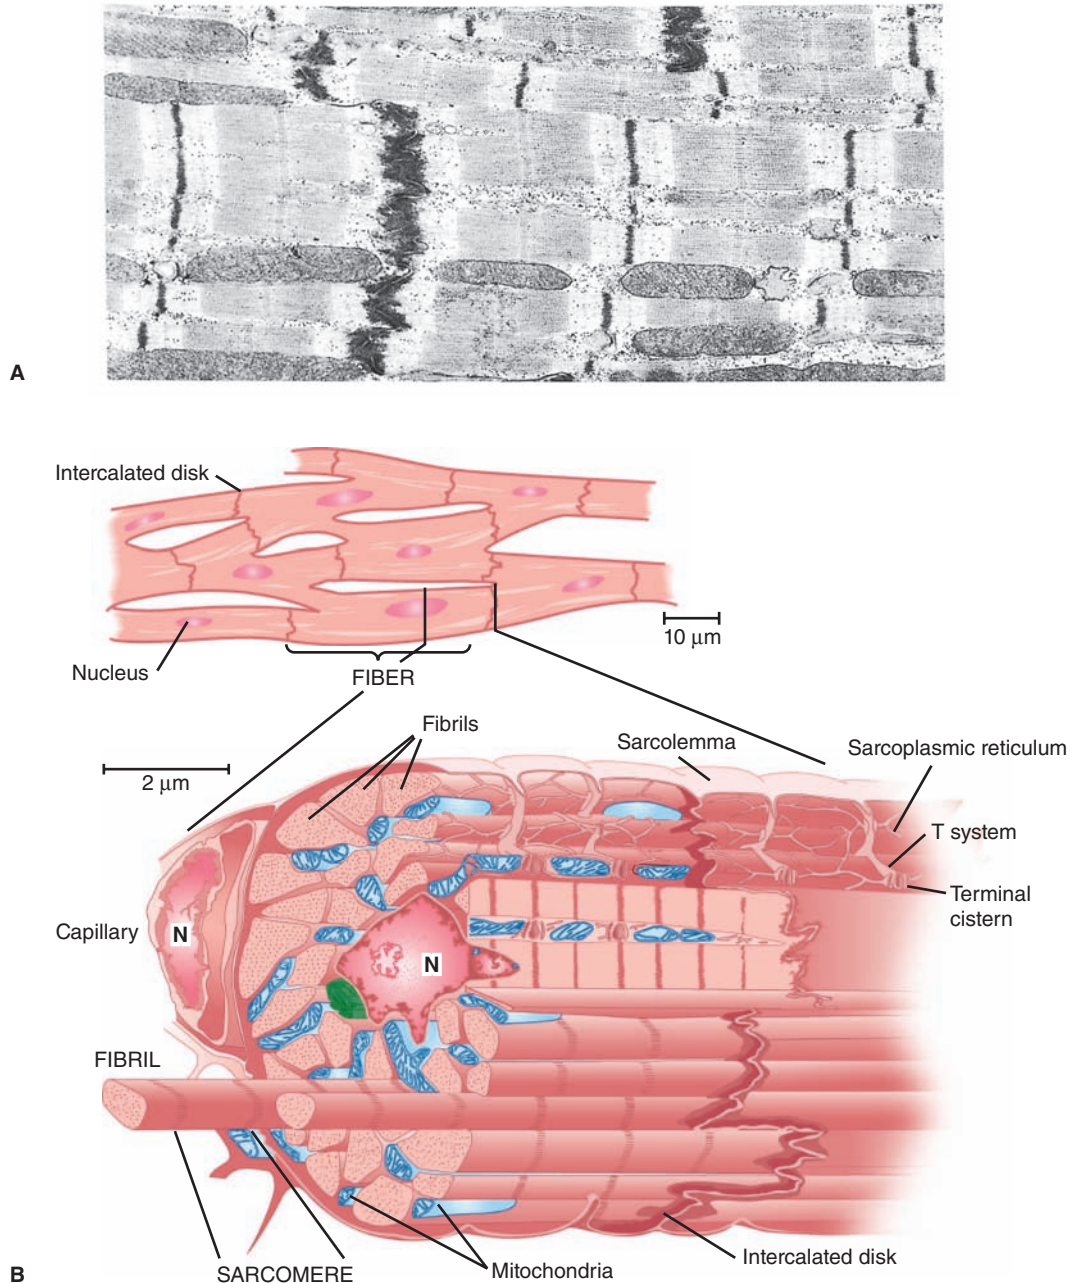 A
Intercalated disk
10 μm
Nucleus
FIBER
Fibrils
Sarcolemma
Sarcoplasmic reticulum
2 μm
T system
Terminal
cistern
Capillary
N
N
FIBRIL
Intercalated disk
B
SARCOMERE
Mitochondria